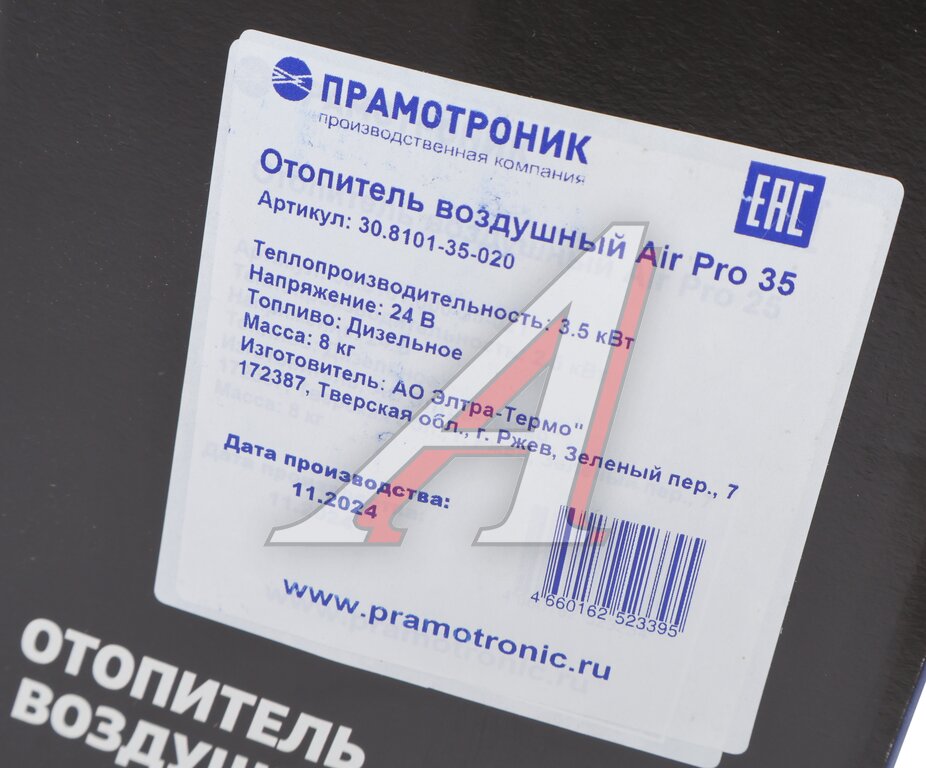 ПРАМОТРОНИК
производственная компания
EAC
Отопитель воздушный Air Pro 35
Артикул: 30.8101-35-020
Теплопроизводительность: 3.5 кВт
Напряжение: 24 В
Топливо: Дизельное
Масса: 8 кг
Изготовитель: АО Элтра-Термо"
172387, Тверская обл., г. Ржев, Зеленый пер., 7
Дата производства:
11.2024
4 660162 523395
www.pramotronic.ru
ОТОПИТЕЛЬ